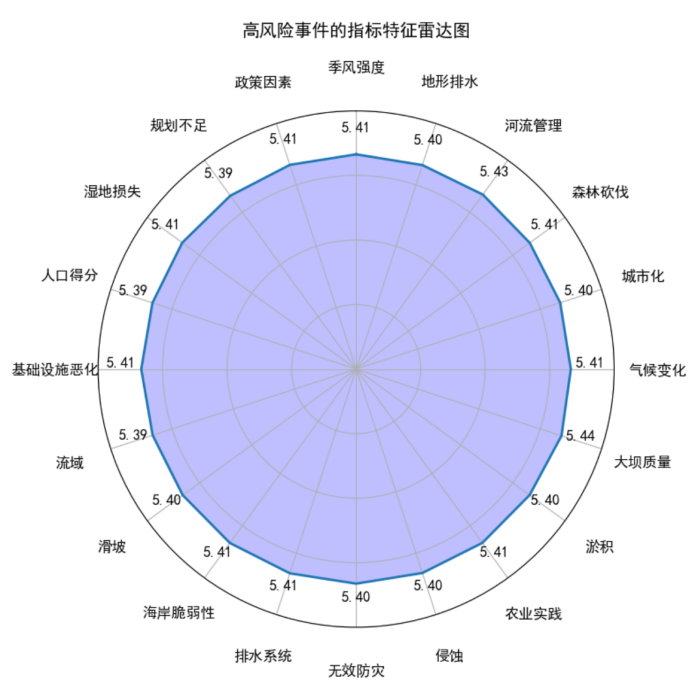 高风险事件的指标特征雷达图
季风强度
政策因素
地形排水
规划不足
河流管理
5.41
5.41
5.40
5.39
5.43
湿地损失
森林砍伐
5.41
5.41
人口得分
城市化
5.39
5.40
基础设施恶化
5.41
5.41
气候变化
5.39
5.44
流域
大坝质量
5.40
5.40
滑坡
淤积
5.41
5.41
5.41
5.40
5.40
海岸脆弱性
农业实践
排水系统
侵蚀
无效防灾